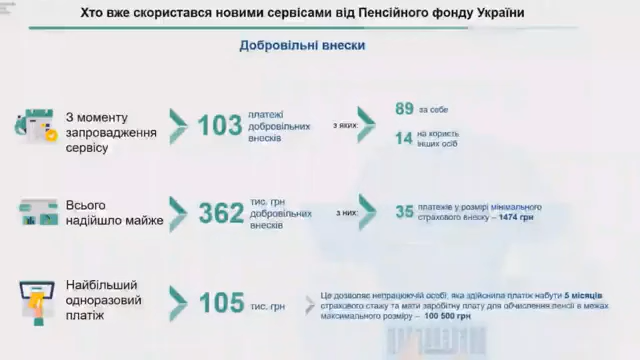 Хто вже скористався новими сервісами від Пенсійного фонду України
Добровільні внески
З моменту
запровадження
сервісу
103
платежі
добровільних
вносків
з яких:
89 за себе
14 на користь
інших осіб
Всього
надійшло майже
362
тис. грн
добровільних
внесків
з них:
35
платежів у розмірі мінімального
страхового внеску – 1474 грн
Найбільший
одноразовий
платіж
105 тис. грн
Це дозволяє непрацюючій особі, яка здійснила платіж набути 5 місяців
страхового стажу та мати заробітну плату для обчислення пенсії в межах
максимального розміру – 100 500 грн